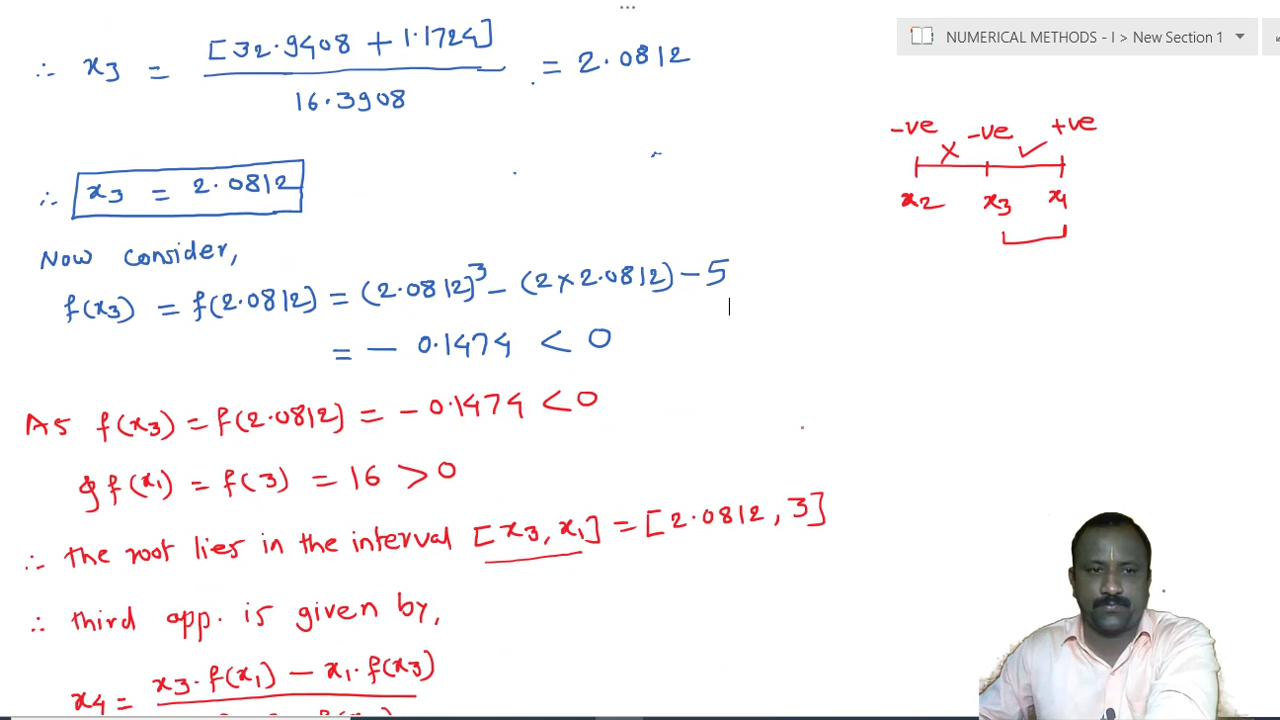 NUMERICAL METHODS - I > New Section 1
∴ x3 = [32.9408 + 1.1724] / 16.3908 = 2.0812
-ve -ve +ve
x2 x3 x1
∴ x3 = 2.0812
Now consider,
f(x3) = f(2.0812) = (2.0812)³ - (2 × 2.0812) - 5
= - 0.1474 < 0
As f(x3) = f(2.0812) = - 0.1474 < 0
& f(x1) = f(3) = 16 > 0
∴ the root lies in the interval [x3, x1] = [2.0812, 3]
∴ third app. is given by,
x4 = x3. f(x1) - x1. f(x3)